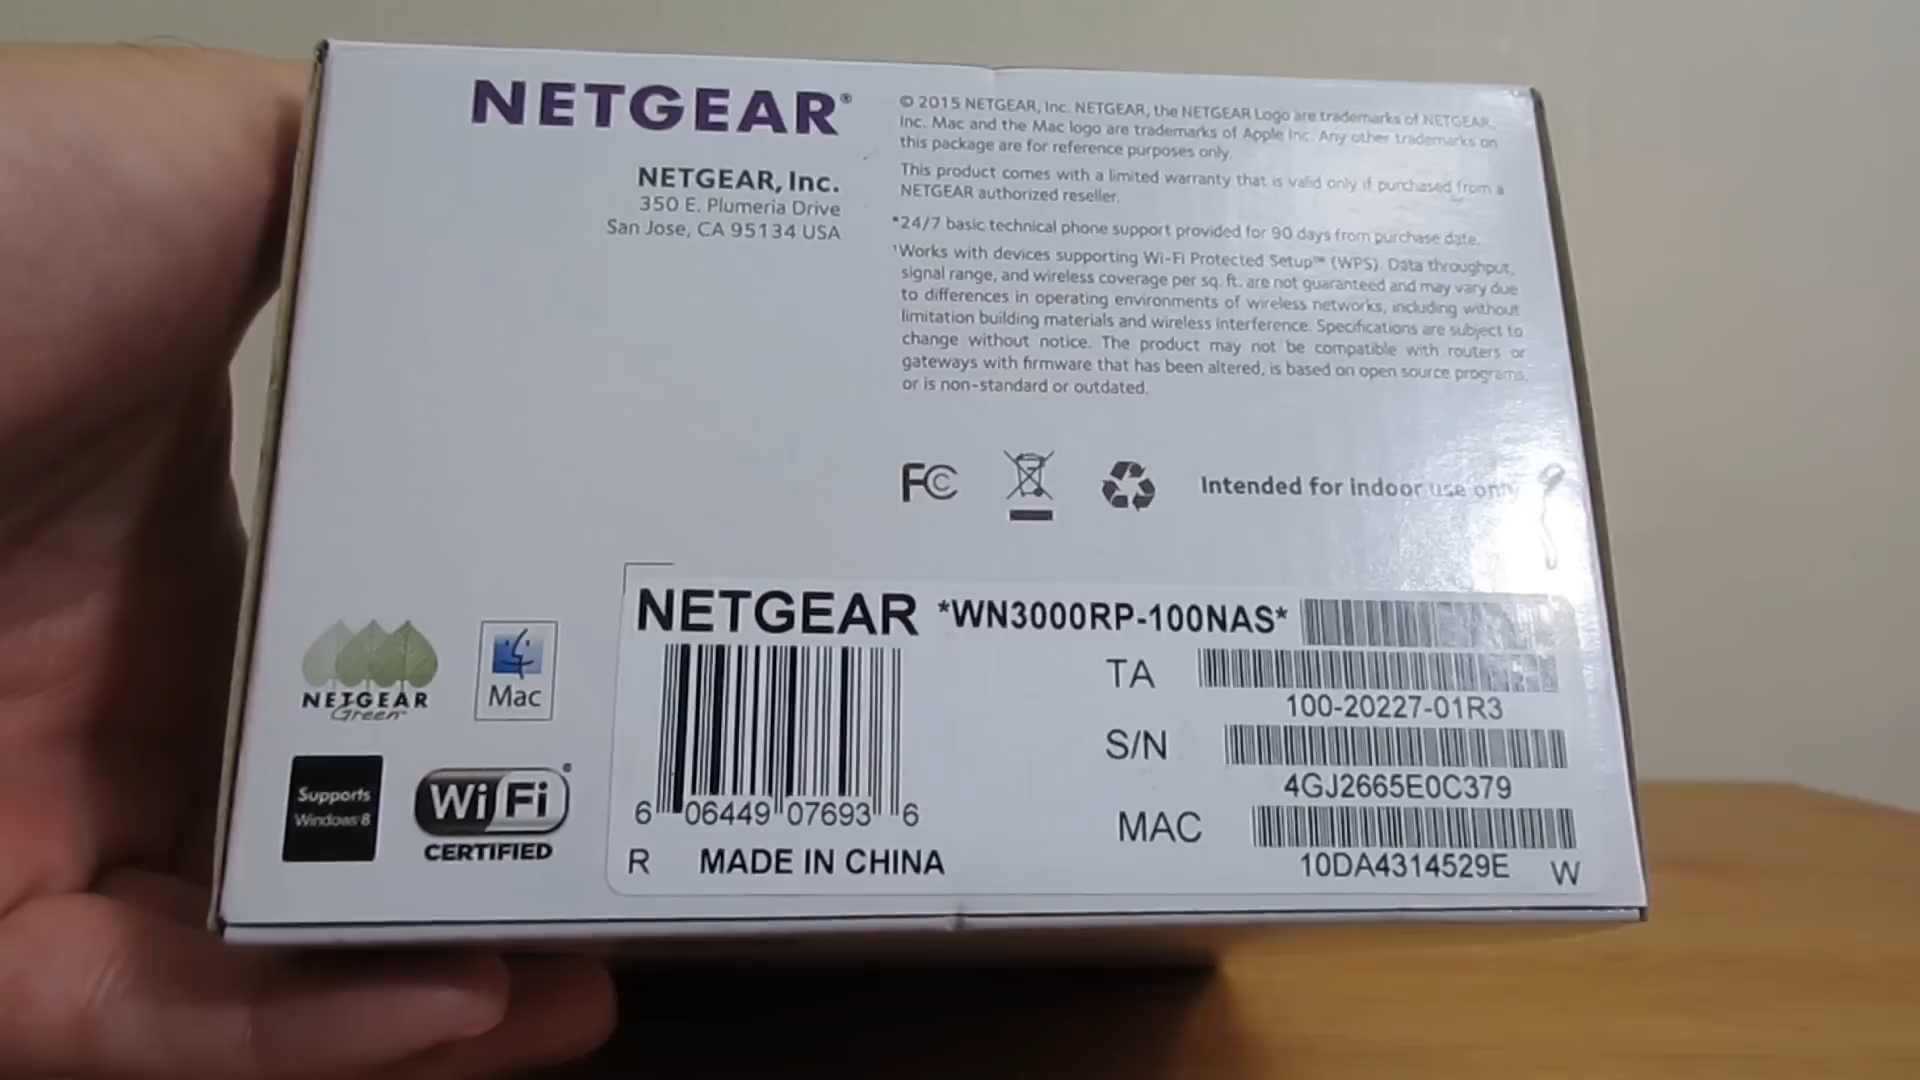 NETGEAR®
NETGEAR, Inc.
350 E. Plumeria Drive
San Jose, CA 95134 USA
© 2015 NETGEAR, Inc. NETGEAR, the NETGEAR Logo are trademarks of NETGEAR,
Inc. Mac and the Mac logo are trademarks of Apple Inc. Any other trademarks on
this package are for reference purposes only.
This product comes with a limited warranty that is valid only if purchased from a
NETGEAR authorized reseller.
*24/7 basic technical phone support provided for 90 days from purchase date.
¹Works with devices supporting Wi-Fi Protected Setup™ (WPS). Data throughput,
signal range, and wireless coverage per sq. ft. are not guaranteed and may vary due
to differences in operating environments of wireless networks, including without
limitation building materials and wireless interference. Specifications are subject to
change without notice. The product may not be compatible with routers or
gateways with firmware that has been altered, is based on open source programs,
or is non-standard or outdated.
FC
Intended for indoor use only
NETGEAR
Green™
Mac
Supports
Windows 8
Wi Fi®
CERTIFIED
NETGEAR *WN3000RP-100NAS*
TA
100-20227-01R3
S/N
4GJ2665E0C379
MAC
10DA4314529E W
6 06449 07693 6
R MADE IN CHINA